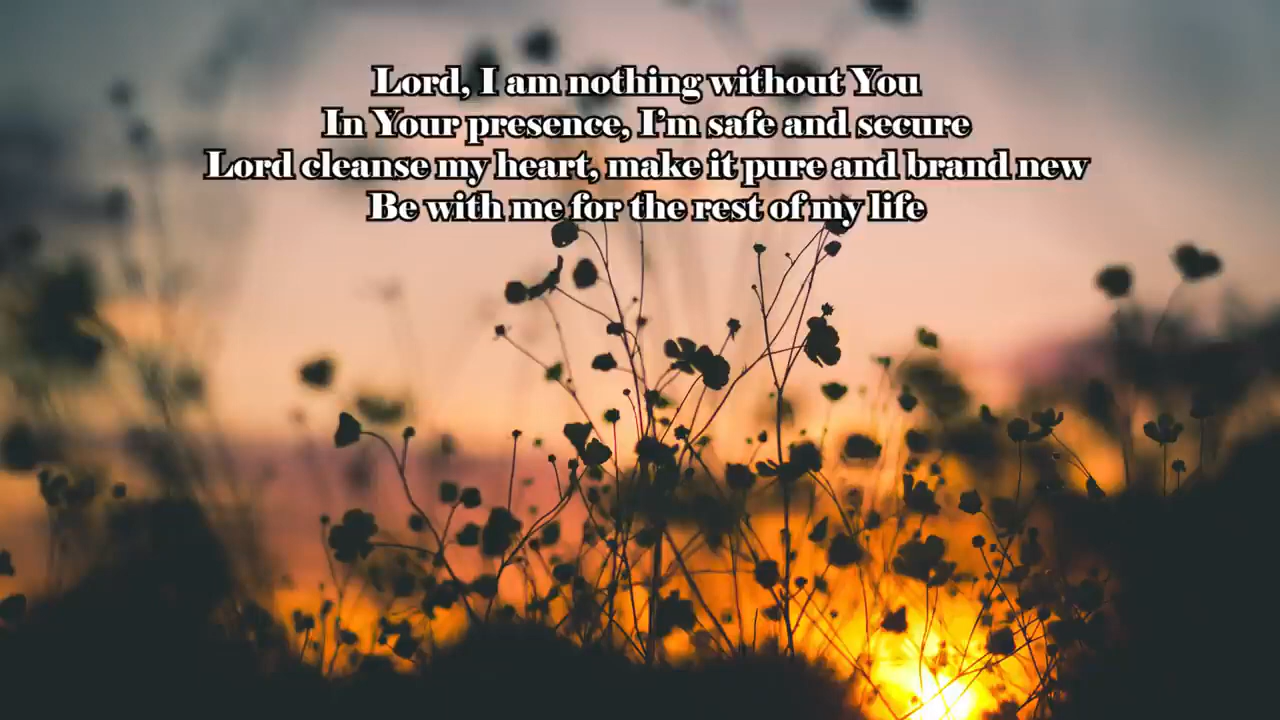 Lord, I am nothing without You
In Your presence, I'm safe and secure
Lord cleanse my heart, make it pure and brand new
Be with me for the rest of my life